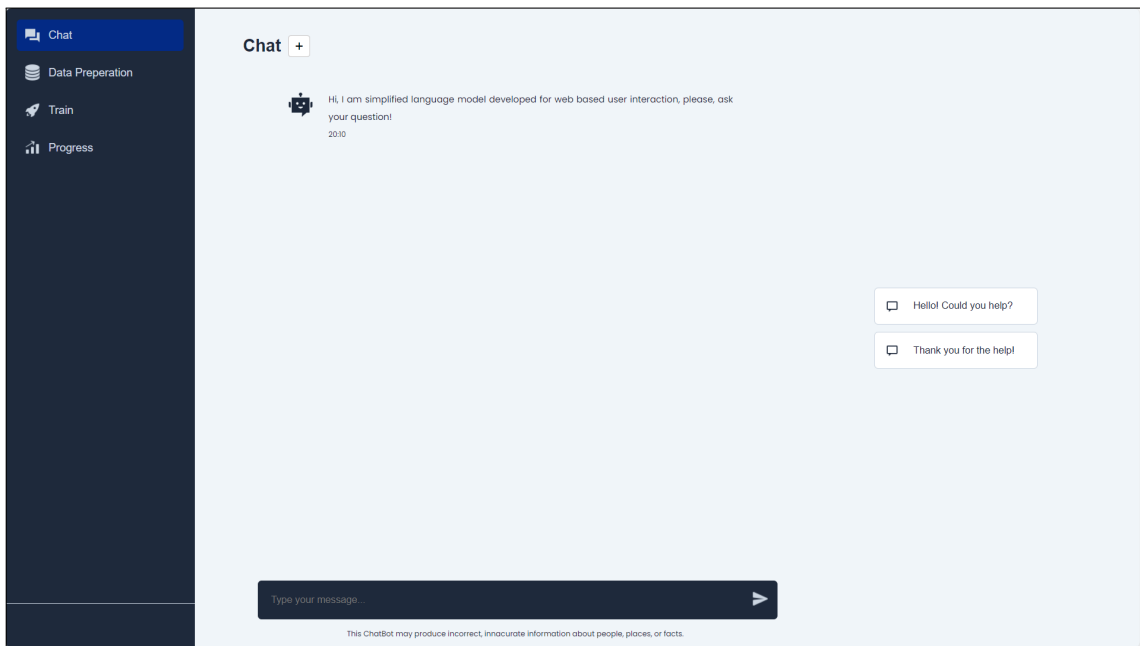 Chat
Data Preperation
Train
Progress
Chat +
Hi, I am simplified language model developed for web based user interaction, please, ask
your question!
20:10
Hello! Could you help?
Thank you for the help!
Type your message...
This ChatBot may produce incorrect, innacurate information about people, places, or facts.